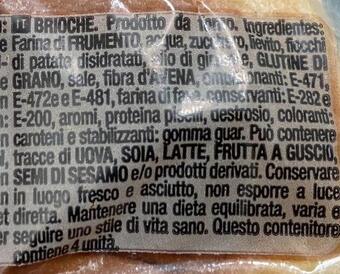 : IT BRIOCHE. Prodotto da forno. Ingredienti:
e Farina di FRUMENTO, acqua, zucchero, lievito, fiocchi
di patate disidratati, olio di girasole, GLUTINE DI
GRANO, sale, fibra d'AVENA, emulsionanti: E-471,
E-472e e E-481, farina di fave, conservanti: E-282 e
E-200, aromi, proteina piselli, destrosio, coloranti:
n caroteni e stabilizzanti: gomma guar. Può contenere
i, tracce di UOVA, SOIA, LATTE, FRUTTA A GUSCIO,
n SEMI DI SESAMO e/o prodotti derivati. Conservare
n in luogo fresco e asciutto, non esporre a luce
et diretta. Mantenere una dieta equilibrata, varia e
er seguire uno stile di vita sano. Questo contenitore
contiene 4 unità.